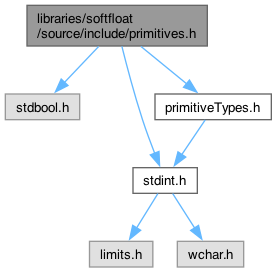 libraries/softfloat
/source/include/primitives.h
stdbool.h
primitiveTypes.h
stdint.h
limits.h
wchar.h